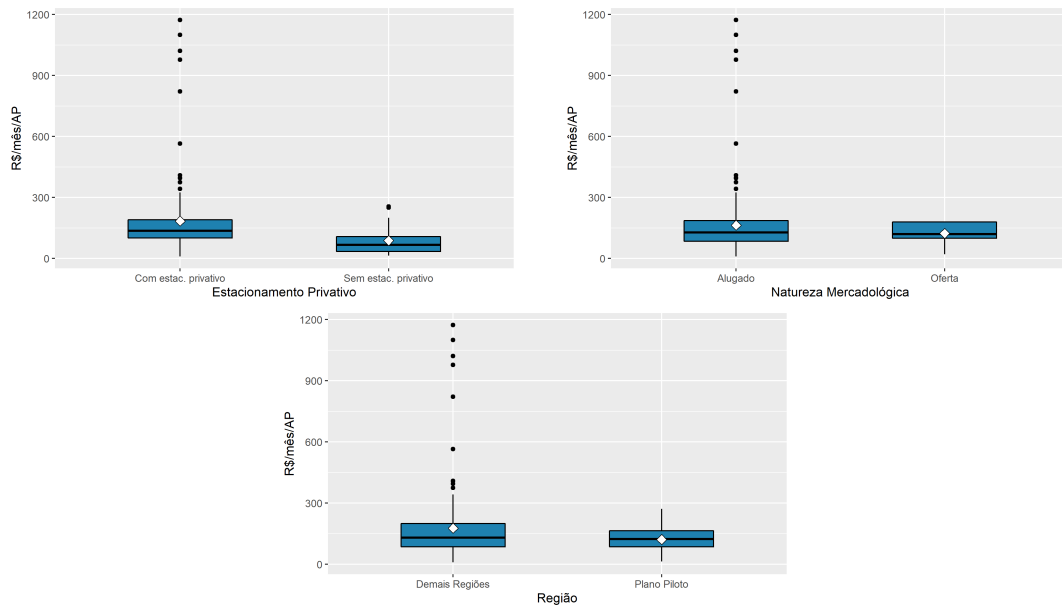 1200
900
600
300
0
R$/mês/AP
Com estac. privativo
Sem estac. privativo
Estacionamento Privativo
1200
900
600
300
0
R$/mês/AP
Alugado
Oferta
Natureza Mercadológica
1200
900
600
300
0
R$/mês/AP
Demais Regiões
Plano Piloto
Região